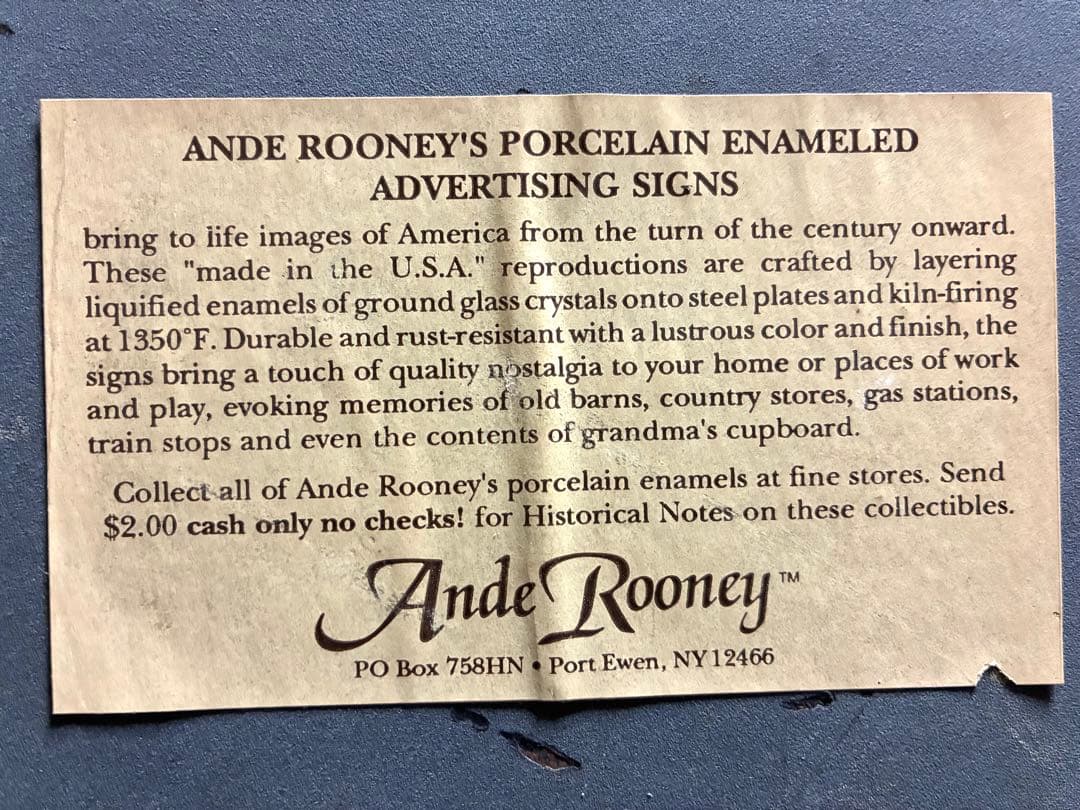 ANDE ROONEY'S PORCELAIN ENAMELED
ADVERTISING SIGNS
bring to life images of America from the turn of the century onward.
These "made in the U.S.A." reproductions are crafted by layering
liquified enamels of ground glass crystals onto steel plates and kiln-firing
at 1350°F. Durable and rust-resistant with a lustrous color and finish, the
signs bring a touch of quality nostalgia to your home or places of work
and play, evoking memories of old barns, country stores, gas stations,
train stops and even the contents of grandma's cupboard.
Collect all of Ande Rooney's porcelain enamels at fine stores. Send
$2.00 cash only no checks! for Historical Notes on these collectibles.
Ande Rooney™
PO Box 758HN • Port Ewen, NY 12466